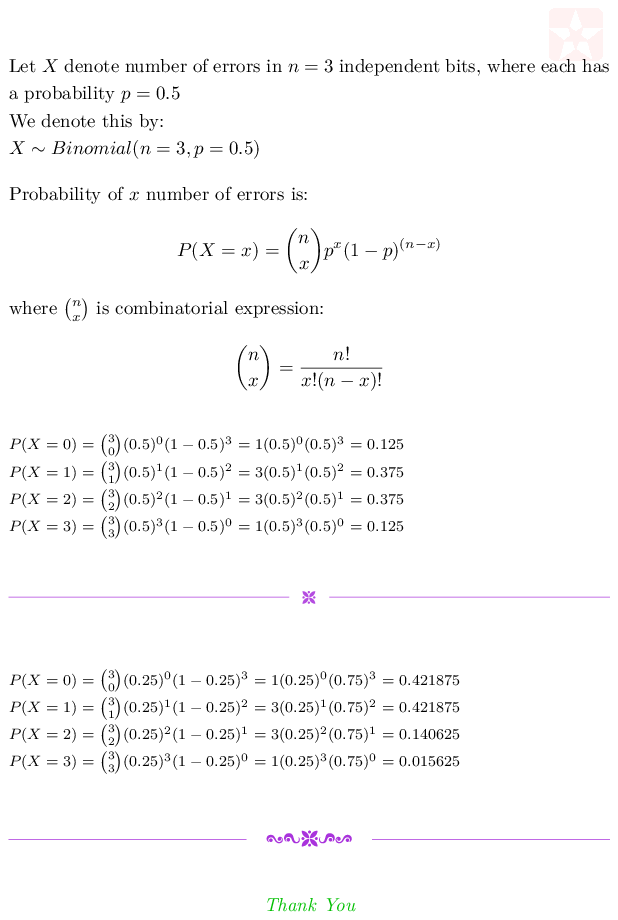 Let X denote number of errors in n = 3 independent bits, where each has
a probability p = 0.5
We denote this by:
X ∼ Binomial(n = 3, p = 0.5)
Probability of x number of errors is:
P(X = x) = \binom{n}{x} p^x (1 − p)^{(n−x)}
where \binom{n}{x} is combinatorial expression:
\binom{n}{x} = \frac{n!}{x!(n − x)!}
P(X = 0) = \binom{3}{0}(0.5)^0(1 − 0.5)^3 = 1(0.5)^0(0.5)^3 = 0.125
P(X = 1) = \binom{3}{1}(0.5)^1(1 − 0.5)^2 = 3(0.5)^1(0.5)^2 = 0.375
P(X = 2) = \binom{3}{2}(0.5)^2(1 − 0.5)^1 = 3(0.5)^2(0.5)^1 = 0.375
P(X = 3) = \binom{3}{3}(0.5)^3(1 − 0.5)^0 = 1(0.5)^3(0.5)^0 = 0.125
P(X = 0) = \binom{3}{0}(0.25)^0(1 − 0.25)^3 = 1(0.25)^0(0.75)^3 = 0.421875
P(X = 1) = \binom{3}{1}(0.25)^1(1 − 0.25)^2 = 3(0.25)^1(0.75)^2 = 0.421875
P(X = 2) = \binom{3}{2}(0.25)^2(1 − 0.25)^1 = 3(0.25)^2(0.75)^1 = 0.140625
P(X = 3) = \binom{3}{3}(0.25)^3(1 − 0.25)^0 = 1(0.25)^3(0.75)^0 = 0.015625
Thank You